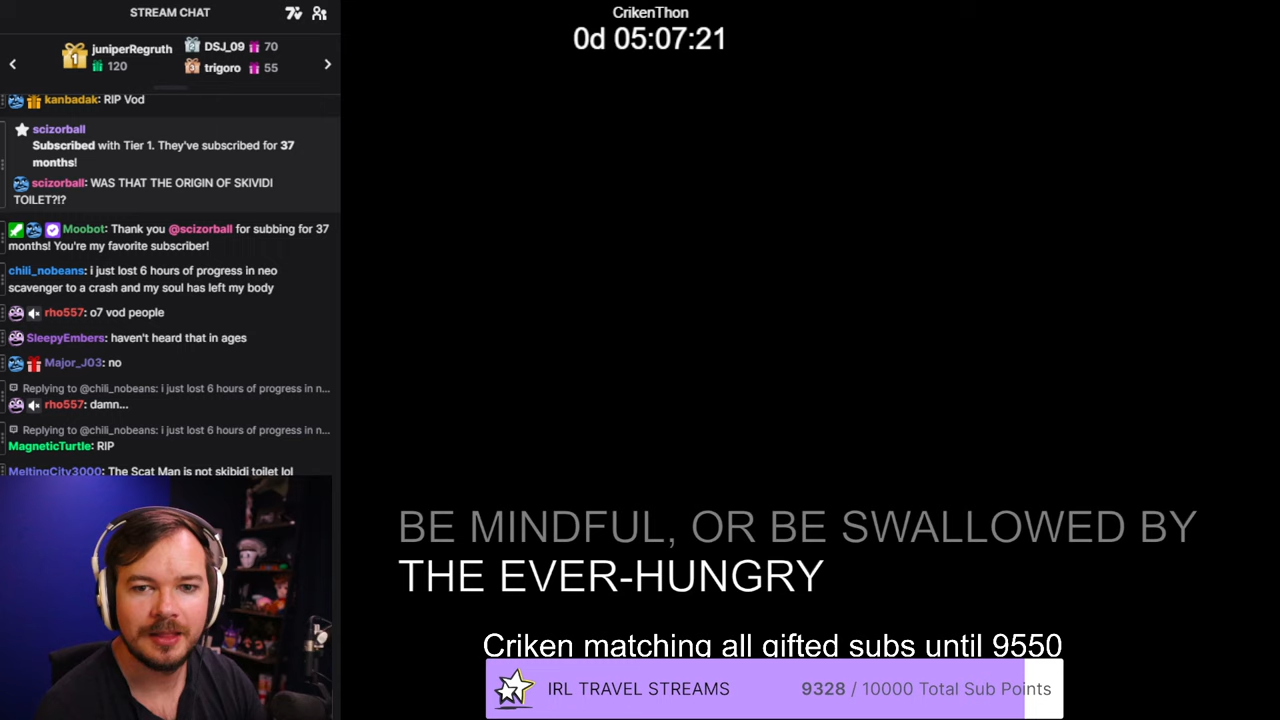 STREAM CHAT
CrikenThon
0d 05:07:21
juniperRegruth
120
DSJ_09 70
trigoro 55
kanbadak: RIP Vod
scizorball
Subscribed with Tier 1. They've subscribed for 37
months!
scizorball: WAS THAT THE ORIGIN OF SKIVIDI
TOILET?!?
Moobot: Thank you @scizorball for subbing for 37
months! You're my favorite subscriber!
chili_nobeans: i just lost 6 hours of progress in neo
scavenger to a crash and my soul has left my body
rho557: o7 vod people
SleepyEmbers: haven't heard that in ages
Major_J03: no
Replying to @chili_nobeans: i just lost 6 hours of progress in n...
rho557: damn...
Replying to @chili_nobeans: i just lost 6 hours of progress in n...
MagneticTurtle: RIP
MeltingCity3000: The Scat Man is not skibidi toilet lol
BE MINDFUL, OR BE SWALLOWED BY
THE EVER-HUNGRY
Criken matching all gifted subs until 9550
IRL TRAVEL STREAMS 9328 / 10000 Total Sub Points